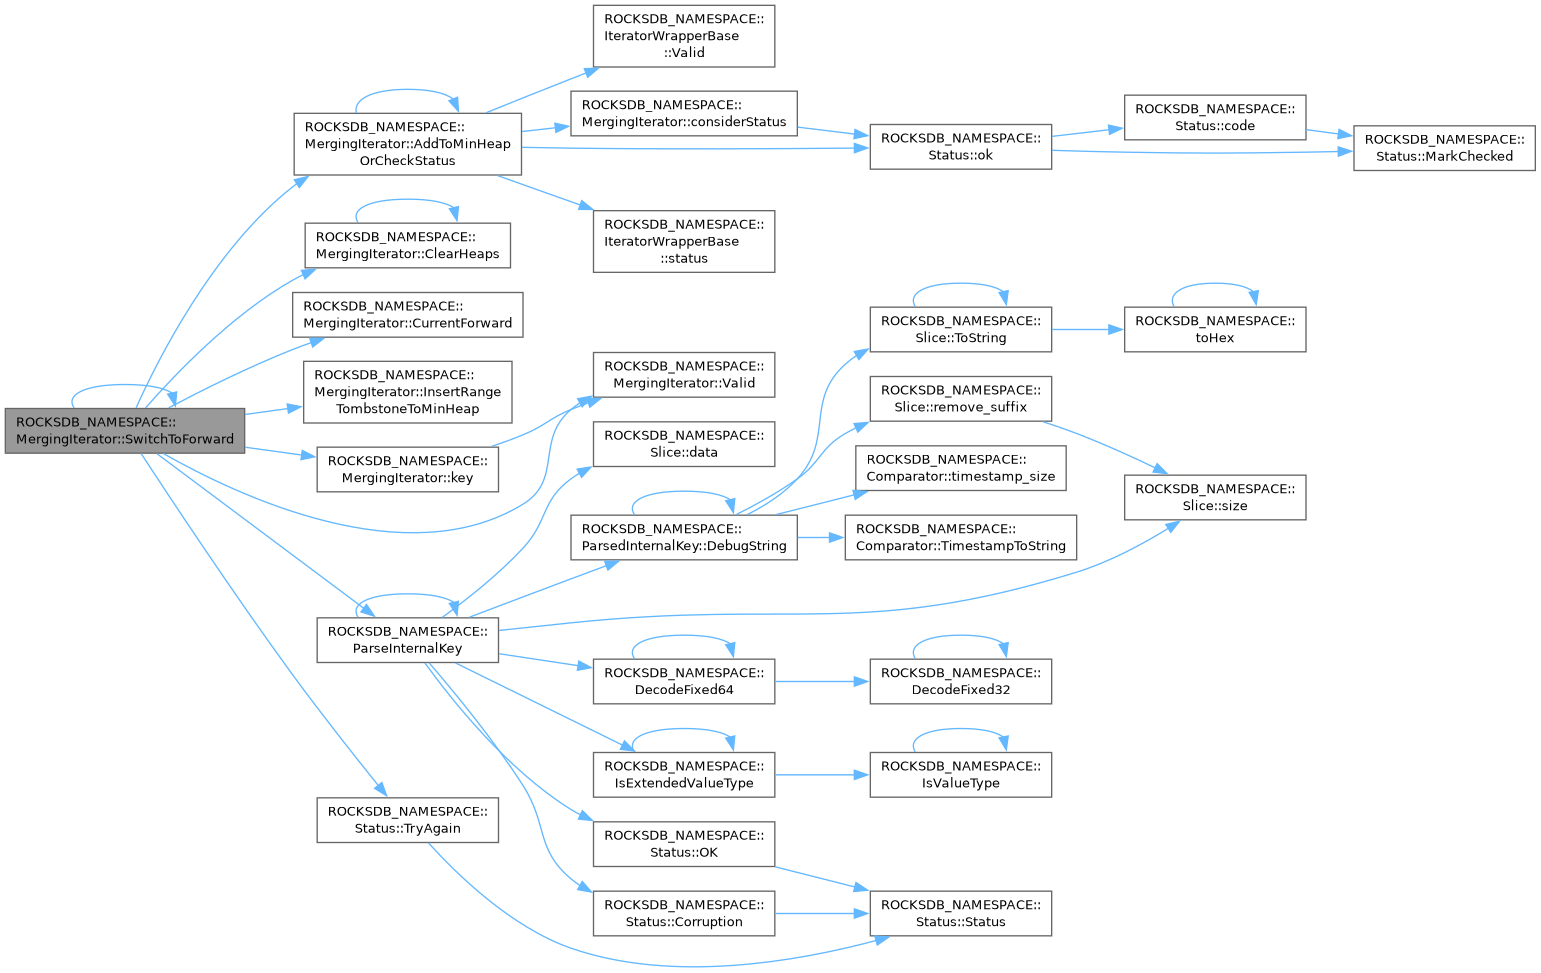 ROCKSDB_NAMESPACE::
MergingIterator::SwitchToForward
ROCKSDB_NAMESPACE::
MergingIterator::AddToMinHeap
OrCheckStatus
ROCKSDB_NAMESPACE::
MergingIterator::ClearHeaps
ROCKSDB_NAMESPACE::
MergingIterator::CurrentForward
ROCKSDB_NAMESPACE::
MergingIterator::InsertRange
TombstoneToMinHeap
ROCKSDB_NAMESPACE::
MergingIterator::key
ROCKSDB_NAMESPACE::
ParseInternalKey
ROCKSDB_NAMESPACE::
Status::TryAgain
ROCKSDB_NAMESPACE::
IteratorWrapperBase
::Valid
ROCKSDB_NAMESPACE::
MergingIterator::considerStatus
ROCKSDB_NAMESPACE::
IteratorWrapperBase
::status
ROCKSDB_NAMESPACE::
MergingIterator::Valid
ROCKSDB_NAMESPACE::
Slice::data
ROCKSDB_NAMESPACE::
ParsedInternalKey::DebugString
ROCKSDB_NAMESPACE::
DecodeFixed64
ROCKSDB_NAMESPACE::
IsExtendedValueType
ROCKSDB_NAMESPACE::
Status::OK
ROCKSDB_NAMESPACE::
Status::Corruption
ROCKSDB_NAMESPACE::
Status::ok
ROCKSDB_NAMESPACE::
Slice::ToString
ROCKSDB_NAMESPACE::
Slice::remove_suffix
ROCKSDB_NAMESPACE::
Comparator::timestamp_size
ROCKSDB_NAMESPACE::
Comparator::TimestampToString
ROCKSDB_NAMESPACE::
DecodeFixed32
ROCKSDB_NAMESPACE::
IsValueType
ROCKSDB_NAMESPACE::
Status::Status
ROCKSDB_NAMESPACE::
Status::code
ROCKSDB_NAMESPACE::
toHex
ROCKSDB_NAMESPACE::
Slice::size
ROCKSDB_NAMESPACE::
Status::MarkChecked